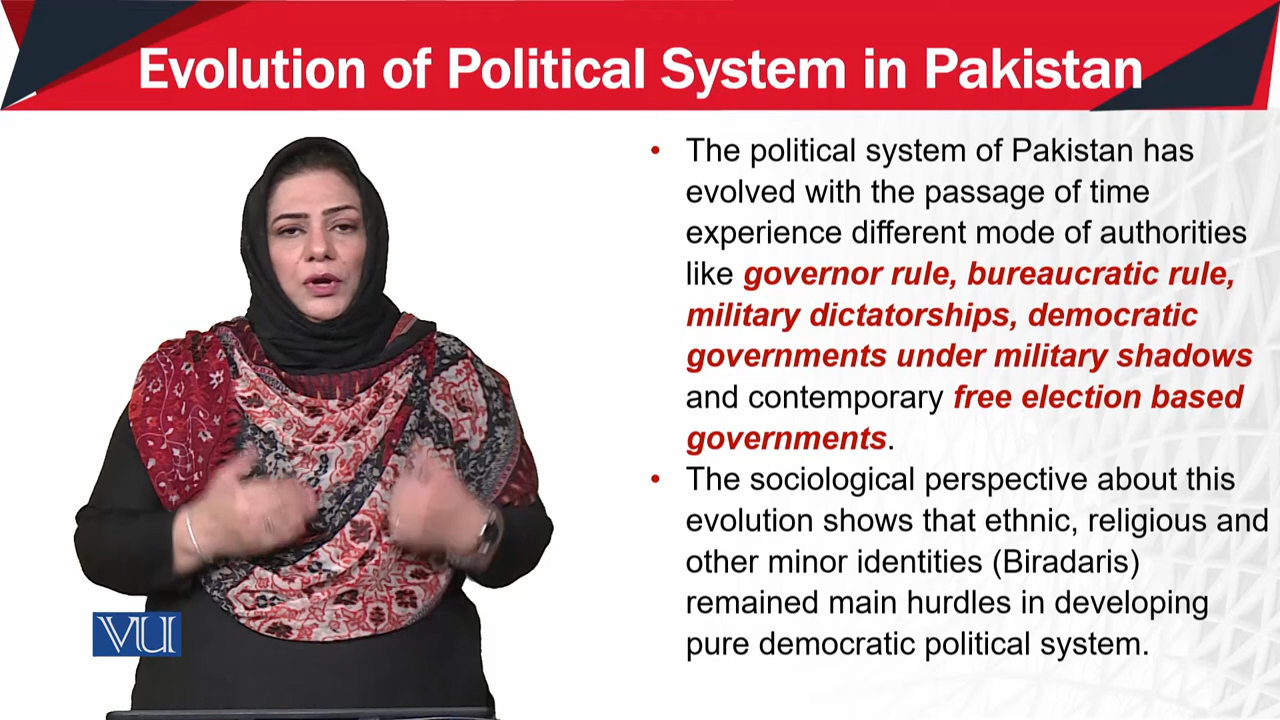 Evolution of Political System in Pakistan
• The political system of Pakistan has
evolved with the passage of time
experience different mode of authorities
like governor rule, bureaucratic rule,
military dictatorships, democratic
governments under military shadows
and contemporary free election based
governments.
• The sociological perspective about this
evolution shows that ethnic, religious and
other minor identities (Biradaris)
remained main hurdles in developing
pure democratic political system.
VU